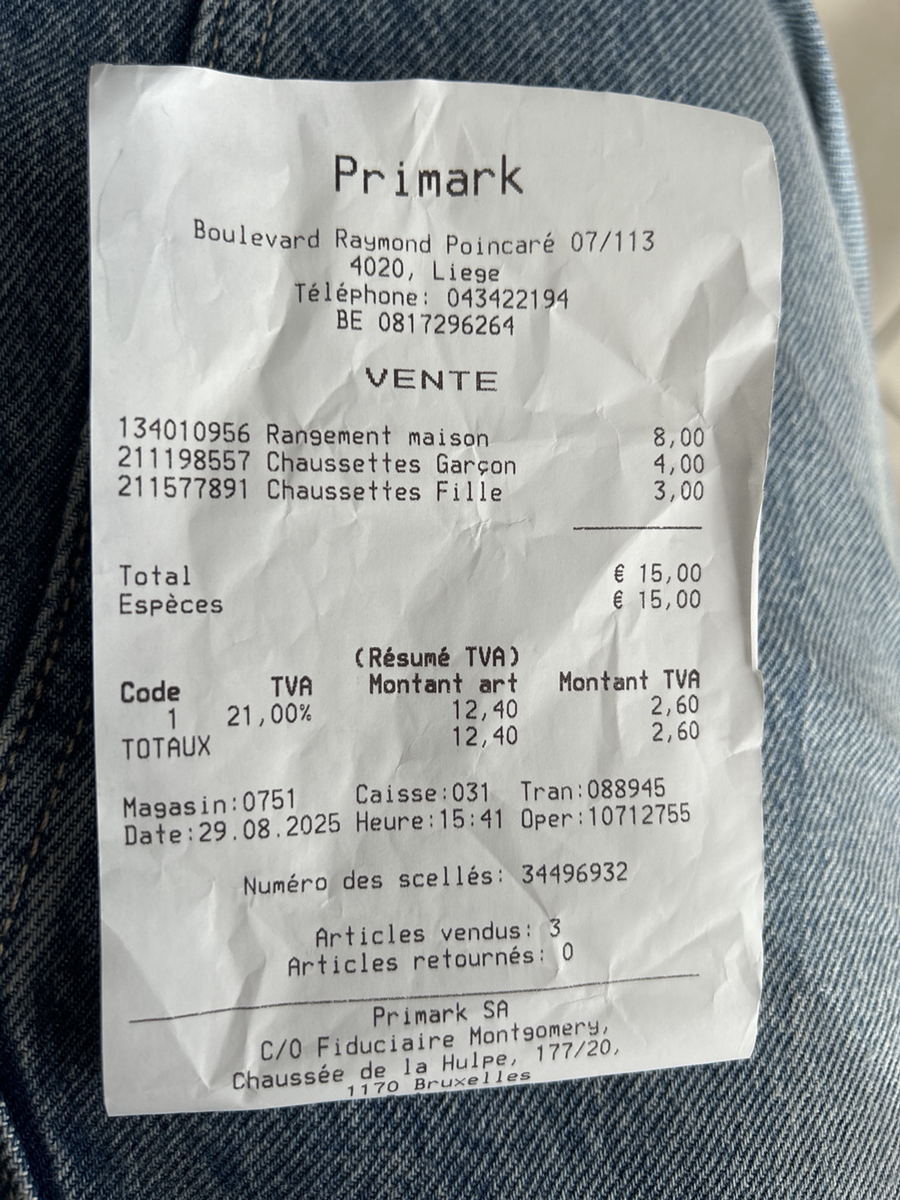 Primark
Boulevard Raymond Poincaré 07/113
4020, Liege
Téléphone: 043422194
BE 0817296264
VENTE
134010956 Rangement maison 8,00
211198557 Chaussettes Garçon 4,00
211577891 Chaussettes Fille 3,00
Total € 15,00
Espèces € 15,00
(Résumé TVA)
Code TVA Montant art Montant TVA
1 21,00% 12,40 2,60
TOTAUX 12,40 2,60
Magasin:0751 Caisse:031 Tran:088945
Date:29.08.2025 Heure:15:41 Oper:10712755
Numéro des scellés: 34496932
Articles vendus: 3
Articles retournés: 0
Primark SA
C/O Fiduciaire Montgomery,
Chaussée de la Hulpe, 177/20,
1170 Bruxelles